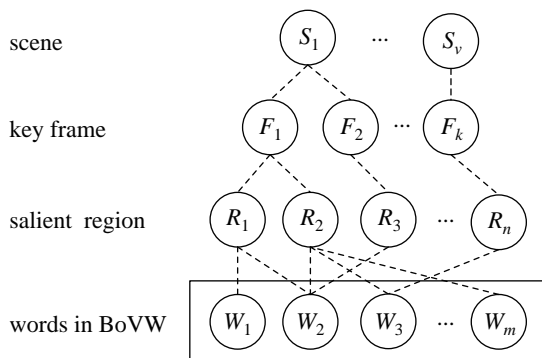 scene S1 ... Sv
key frame F1 F2 ... Fk
salient region R1 R2 R3 ... Rn
words in BoVW W1 W2 W3 ... Wm